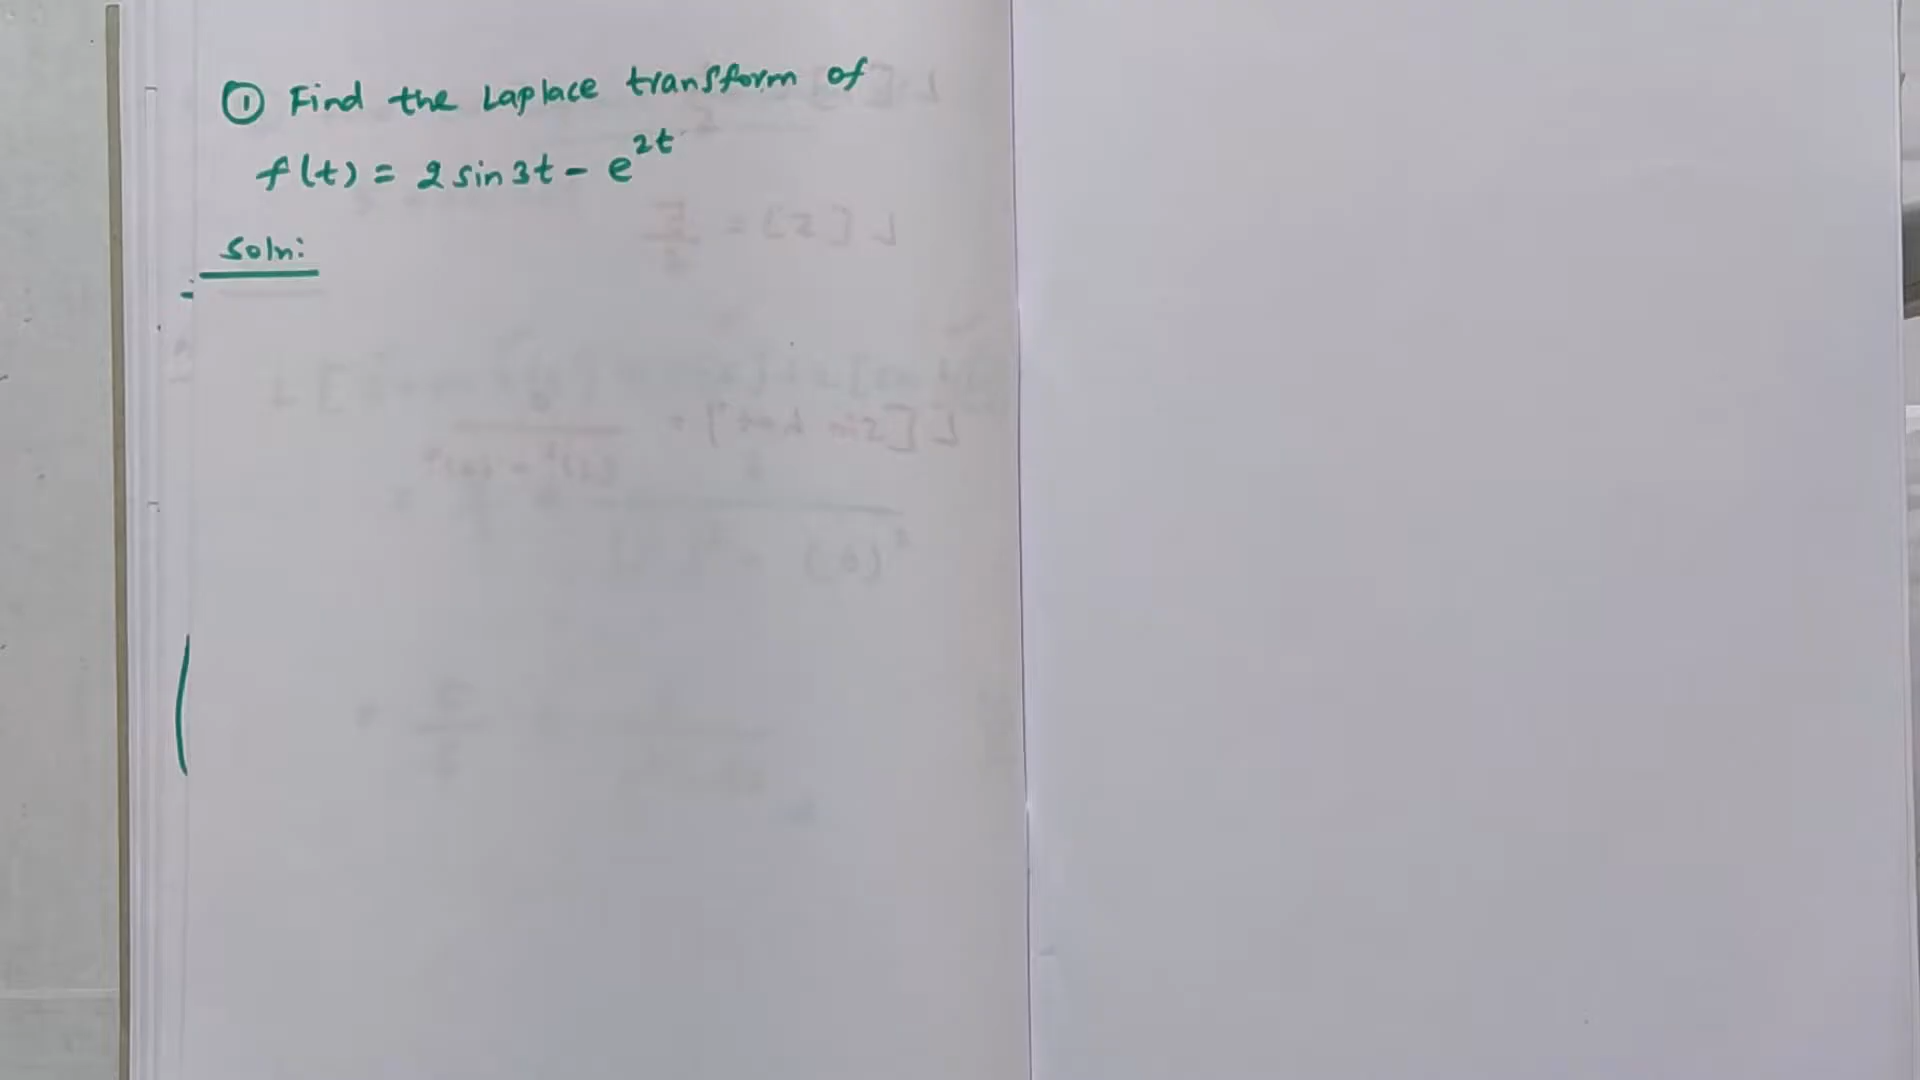 ① Find the Laplace transform of
f(t) = 2 sin 3t - e^2t
Soln: